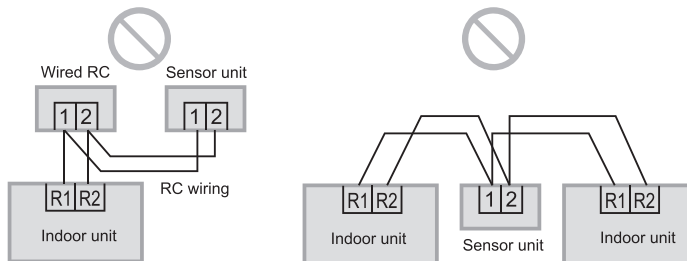 Wired RC
Sensor unit
1 2
1 2
RC wiring
R1 R2
Indoor unit
R1 R2
Indoor unit
1 2
Sensor unit
R1 R2
Indoor unit